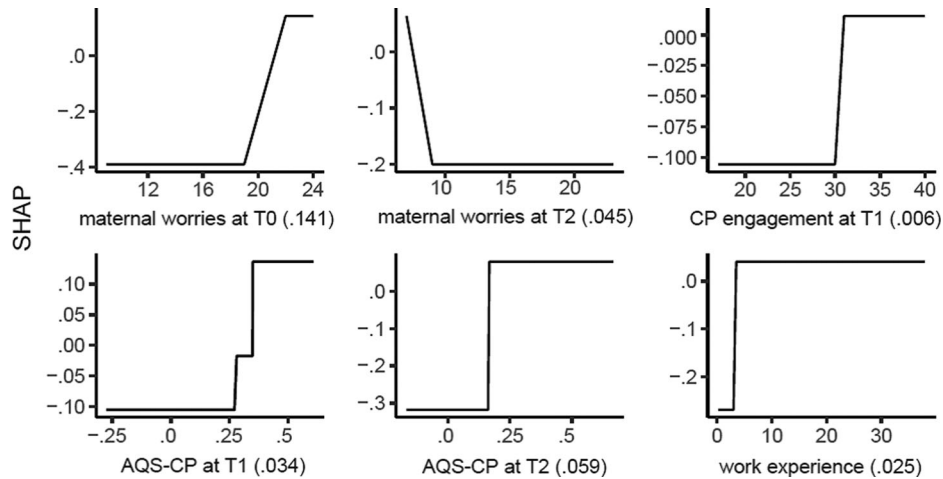 SHAP
.0
−.2
−.4
12 16 20 24
maternal worries at T0 (.141)
.0
−.1
−.2
10 15 20
maternal worries at T2 (.045)
.000
−.025
−.050
−.075
−.100
20 25 30 35 40
CP engagement at T1 (.006)
.10
.05
.00
−.05
−.10
−.25 .0 .25 .5
AQS-CP at T1 (.034)
.0
−.1
−.2
−.3
.0 .25 .5
AQS-CP at T2 (.059)
.0
−.1
−.2
0 10 20 30
work experience (.025)